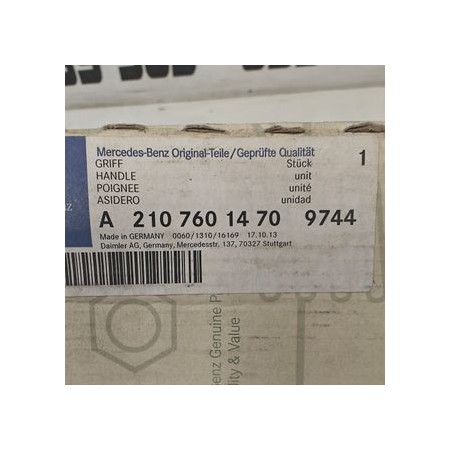 Mercedes-Benz Original-Teile/Geprüfte Qualität
GRIFF Stück 1
HANDLE unit
POIGNEE unité
ASIDERO unidad
A 210 760 14 70 9744
Made in GERMANY 0060/1310/16169 17.10.13
Daimler AG, Germany, Mercedesstr. 137, 70327 Stuttgart
enz Genuine P
lity & Value